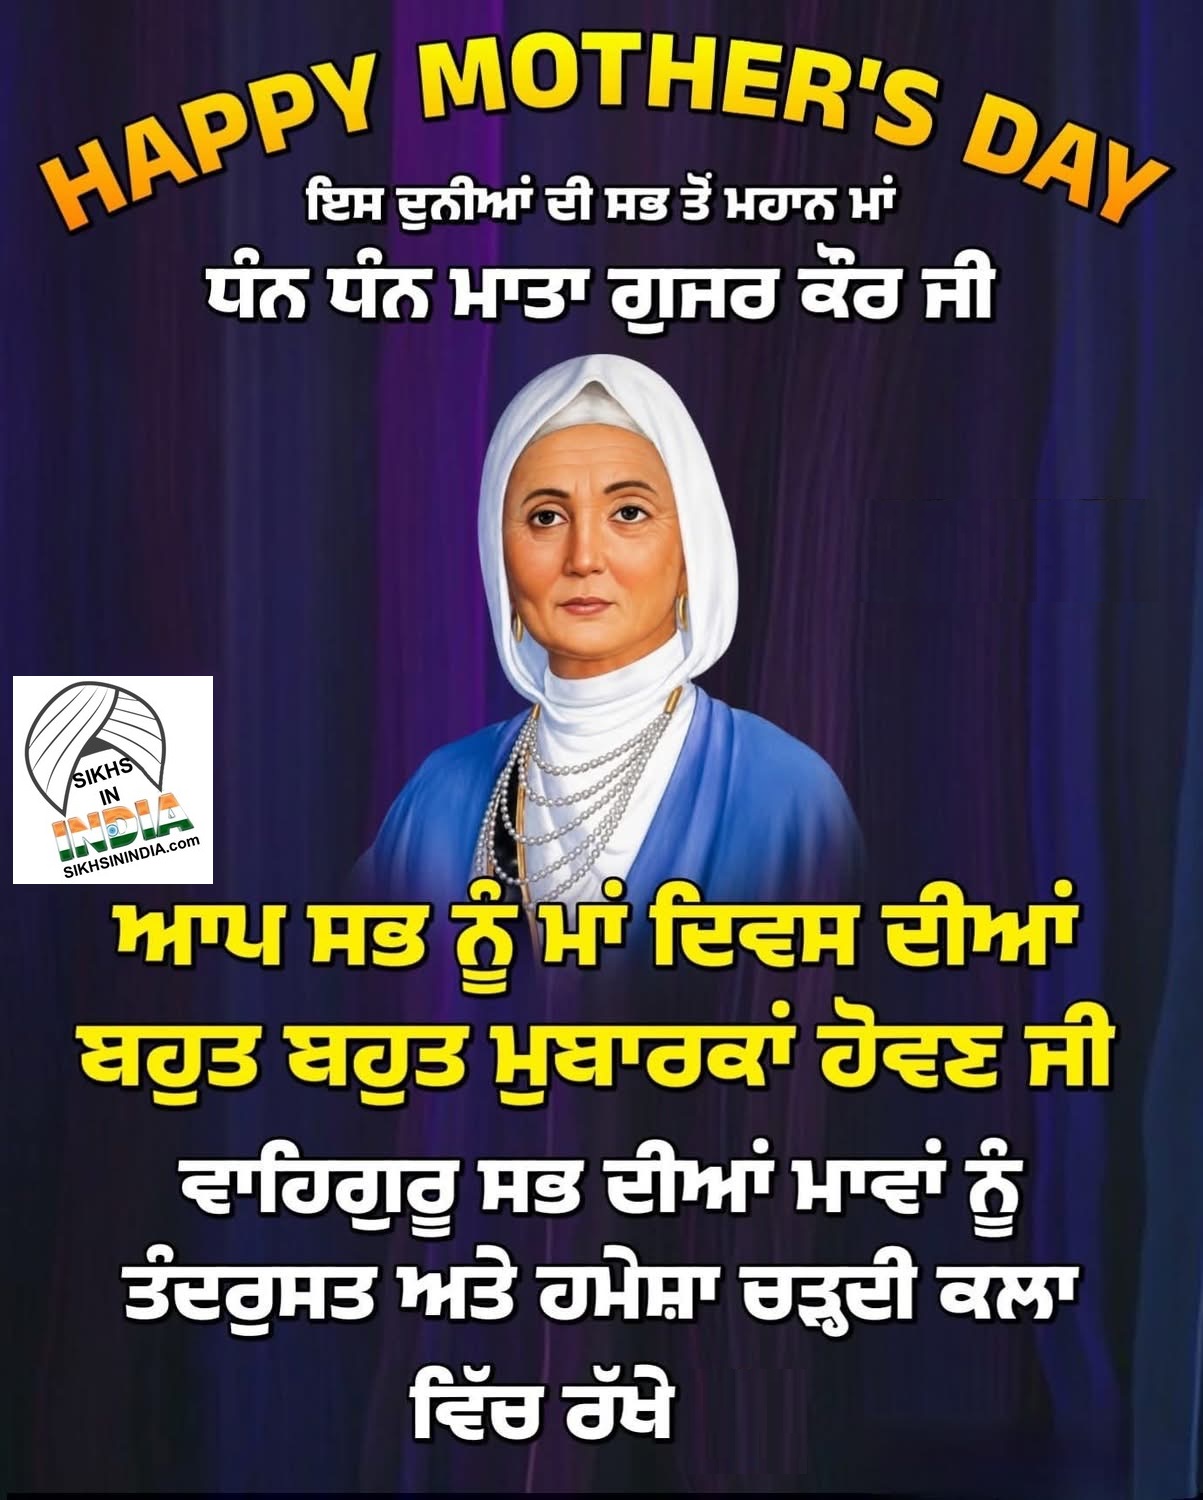 HAPPY MOTHER'S DAY
ਇਸ ਦੁਨੀਆਂ ਦੀ ਸਭ ਤੋਂ ਮਹਾਨ ਮਾਂ
ਧੰਨ ਧੰਨ ਮਾਤਾ ਗੁਜਰ ਕੌਰ ਜੀ
SIKHS
IN
INDIA
SIKHSININDIA.com
ਆਪ ਸਭ ਨੂੰ ਮਾਂ ਦਿਵਸ ਦੀਆਂ
ਬਹੁਤ ਬਹੁਤ ਮੁਬਾਰਕਾਂ ਹੋਵਣ ਜੀ
ਵਾਹਿਗੁਰੂ ਸਭ ਦੀਆਂ ਮਾਵਾਂ ਨੂੰ
ਤੰਦਰੁਸਤ ਅਤੇ ਹਮੇਸ਼ਾ ਚੜ੍ਹਦੀ ਕਲਾ
ਵਿੱਚ ਰੱਖੇ